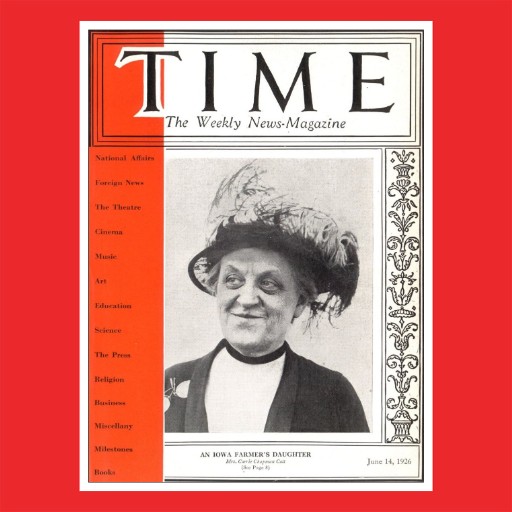 TIME
The Weekly News-Magazine
National Affairs
Foreign News
The Theatre
Cinema
Music
Art
Education
Science
The Press
Religion
Business
Miscellany
Milestones
Books
AN IOWA FARMER'S DAUGHTER
Mrs. Carrie Chapman Catt
(See Page 8)
June 14, 1926